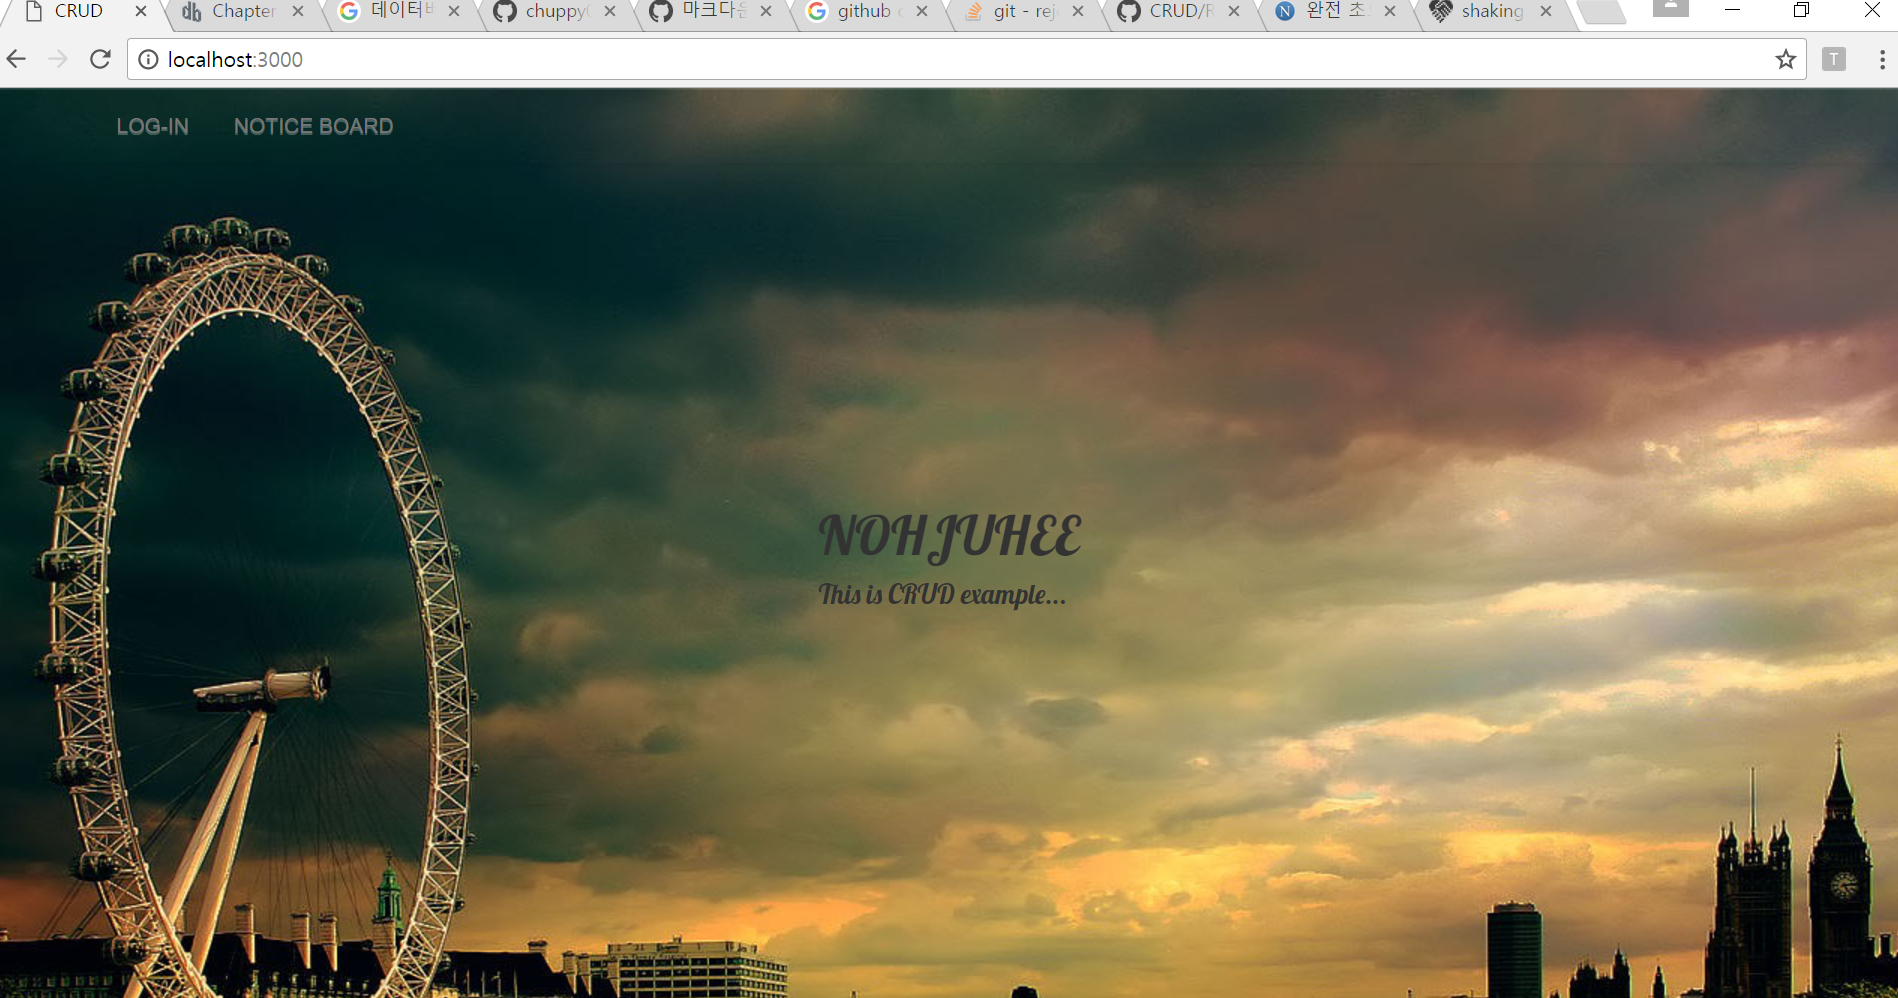 CRUD
Chapter
데이터
chuppy
마크다운
github
git - rej
CRUD/R
완전 초
shaking
localhost:3000
T
LOG-IN NOTICE BOARD
NOH JUHEE
This is CRUD example...